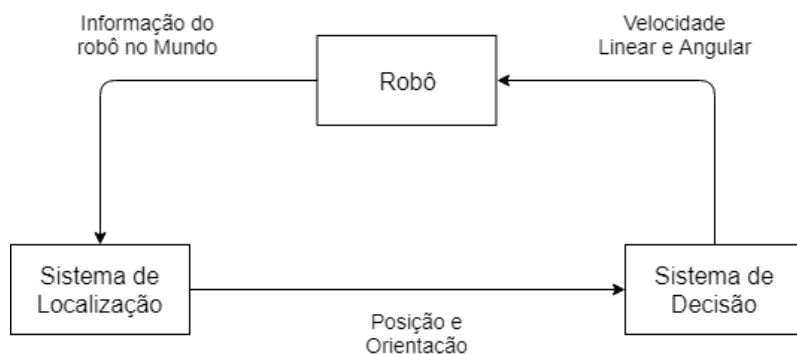 Informação do
robô no Mundo
Velocidade
Linear e Angular
Robô
Sistema de
Localização
Sistema de
Decisão
Posição e
Orientação